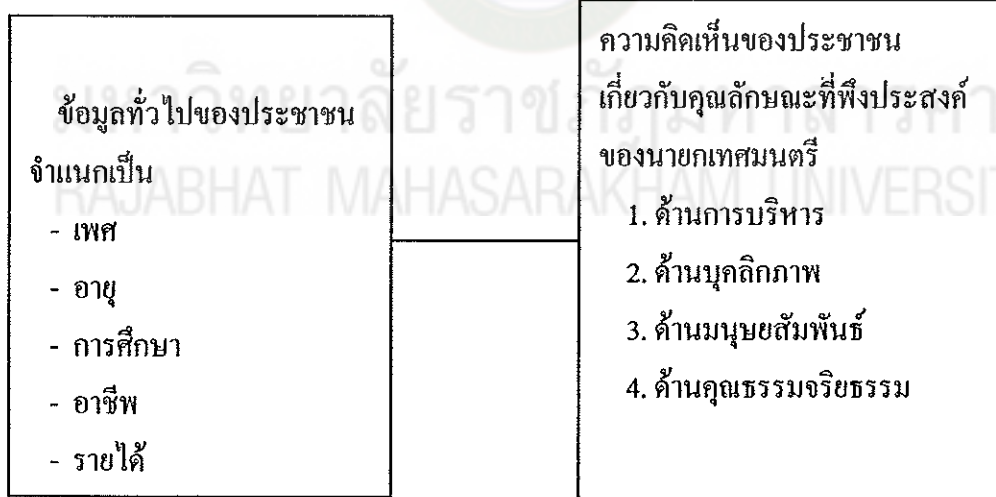 ข้อมูลทั่วไปของประชาชน
จำแนกเป็น
- เพศ
- อายุ
- การศึกษา
- อาชีพ
- รายได้
ความคิดเห็นของประชาชน
เกี่ยวกับคุณลักษณะที่พึงประสงค์
ของนายกเทศมนตรี
1. ด้านการบริหาร
2. ด้านบุคลิกภาพ
3. ด้านมนุษยสัมพันธ์
4. ด้านคุณธรรมจริยธรรม
RAJABHAT MAHASARAKHAM UNIVERSIT